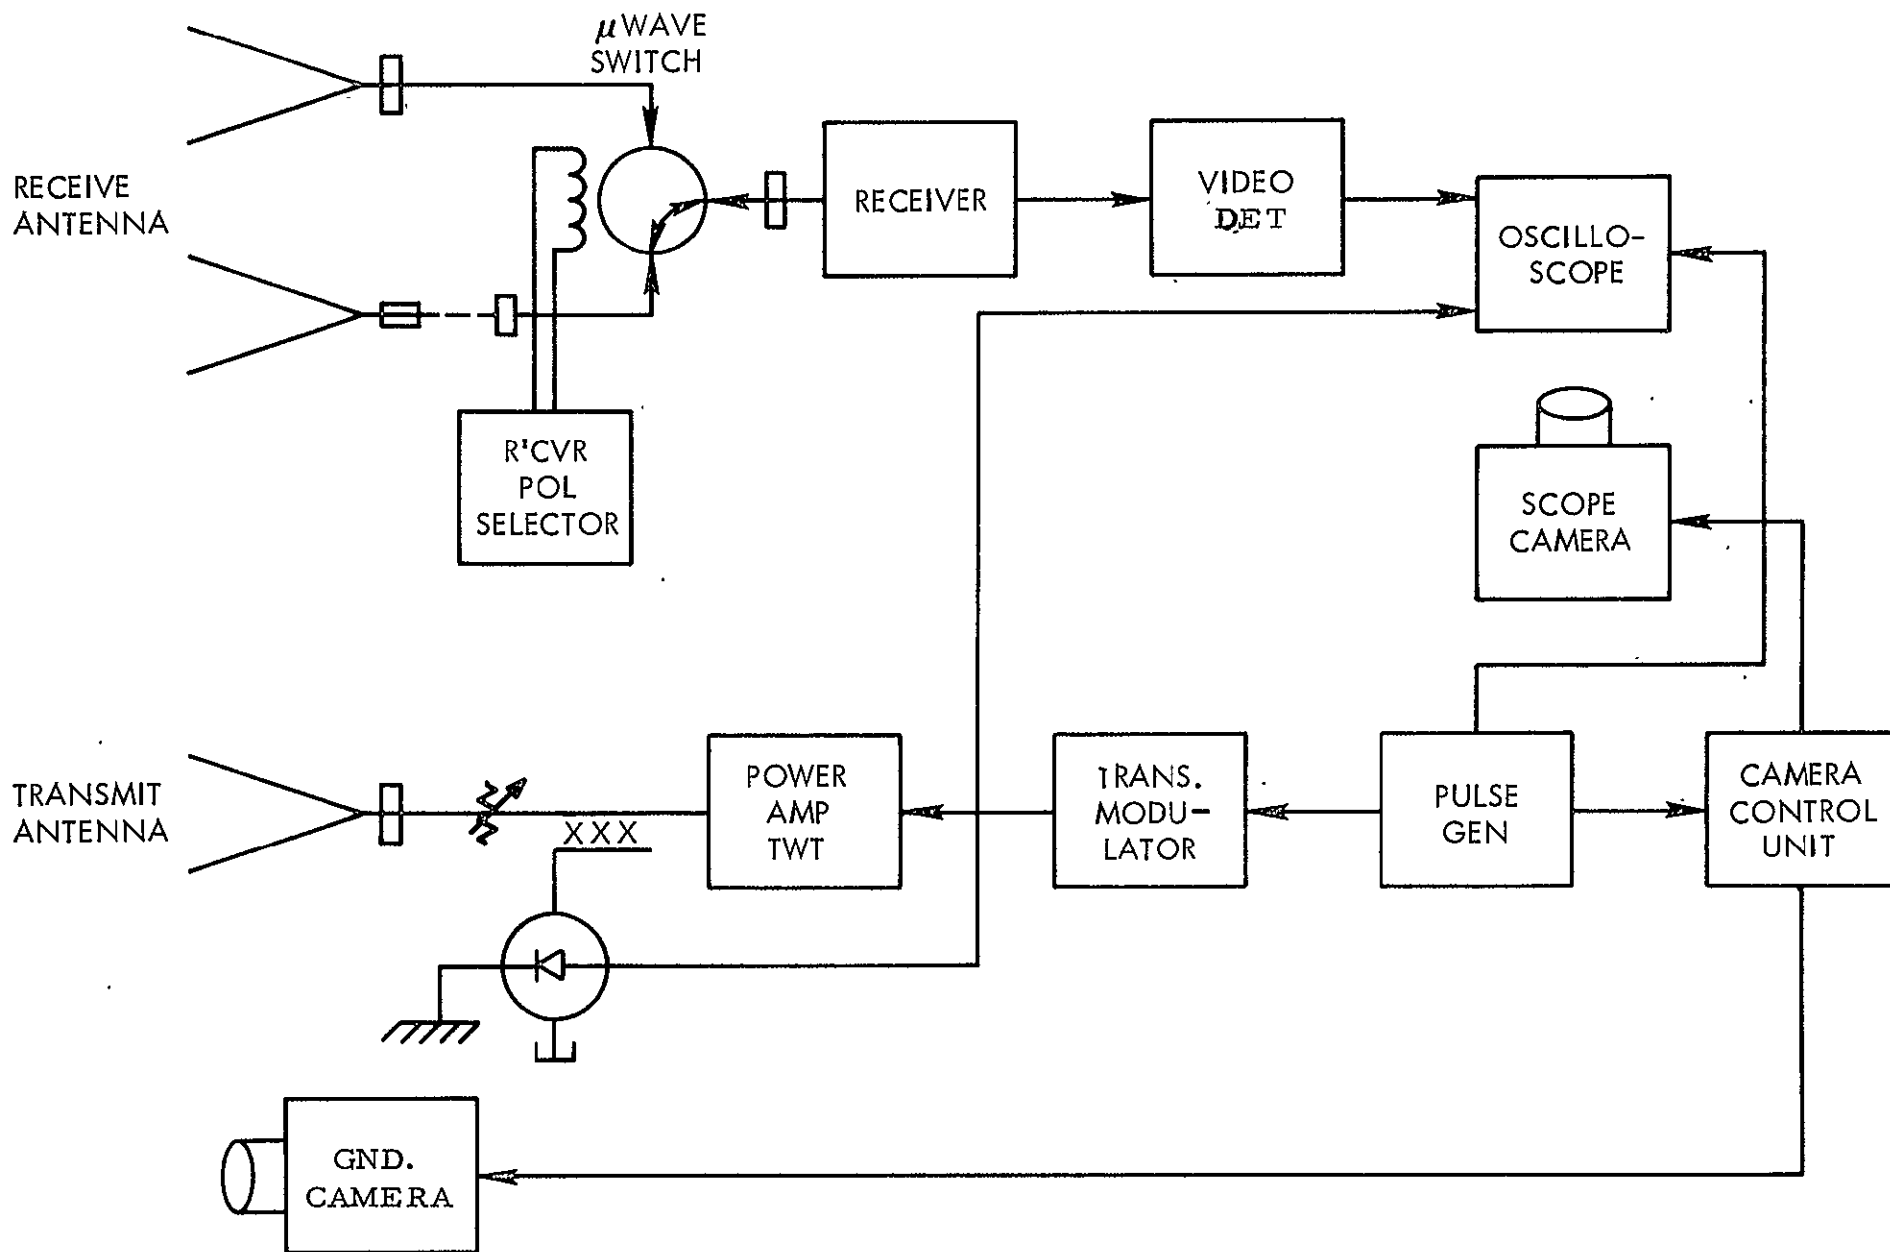 μWAVE
SWITCH
RECEIVE
ANTENNA
RECEIVER
VIDEO
DET
OSCILLO-
SCOPE
R'CVR
POL
SELECTOR
SCOPE
CAMERA
TRANSMIT
ANTENNA
XXX
POWER
AMP
TWT
TRANS.
MODU-
LATOR
PULSE
GEN
CAMERA
CONTROL
UNIT
GND.
CAMERA